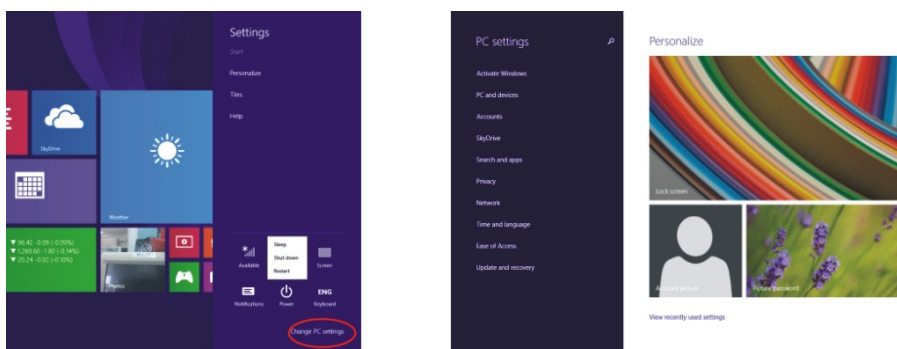 Settings
Start
Personalize
Tiles
Help
SkyDrive
Weather
▼ 98.42 -0.09 (-0.09%)
▼ 1,260.60 -1.80 (-0.14%)
▼ 20.24 -0.02 (-0.10%)
Photos
Available
Sleep
Shut down
Restart
Screen
Notifications
Power
ENG
Keyboard
Change PC settings
PC settings
Activate Windows
PC and devices
Accounts
SkyDrive
Search and apps
Privacy
Network
Time and language
Ease of Access
Update and recovery
Personalize
Lock screen
Account picture
Picture password
View recently used settings